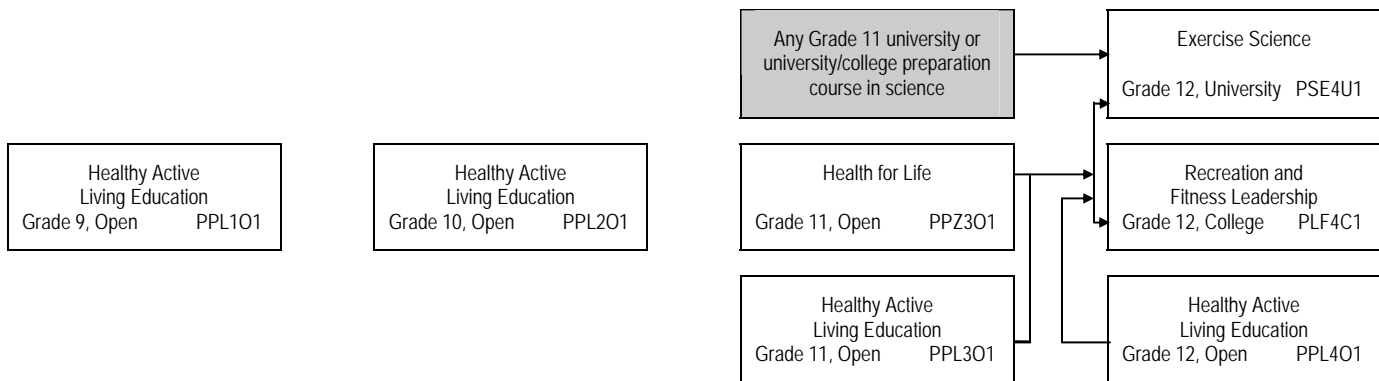 Any Grade 11 university or
university/college preparation
course in science
Exercise Science
Grade 12, University PSE4U1
Healthy Active
Living Education
Grade 9, Open PPL1O1
Healthy Active
Living Education
Grade 10, Open PPL2O1
Health for Life
Grade 11, Open PPZ3O1
Recreation and
Fitness Leadership
Grade 12, College PLF4C1
Healthy Active
Living Education
Grade 11, Open PPL3O1
Healthy Active
Living Education
Grade 12, Open PPL4O1